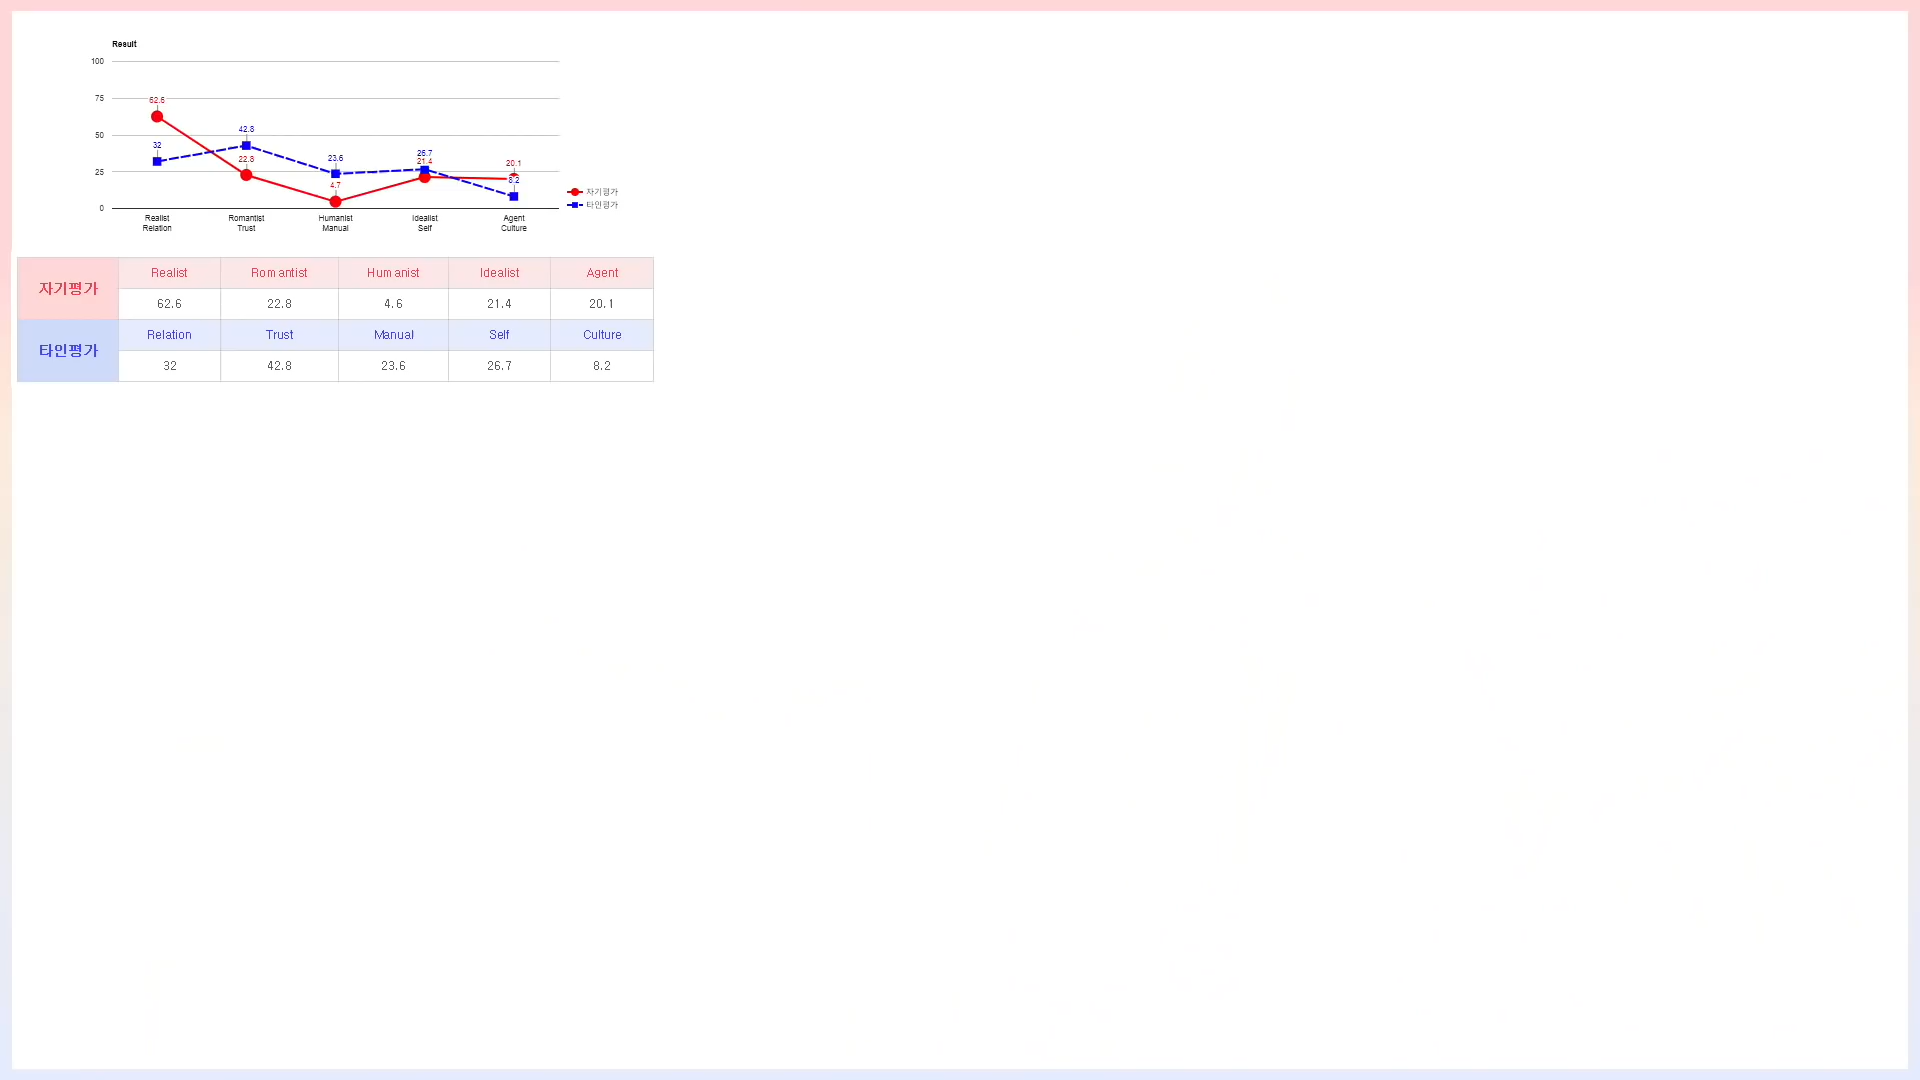 Result
100
75
50
25
0
62.6
32
42.8
22.8
23.6
4.7
26.7
21.4
20.1
8.2
Realist Romantist Humanist Idealist Agent
Relation Trust Manual Self Culture
자기평가
타인평가
자기평가 Realist Romantist Humanist Idealist Agent
62.6 22.8 4.6 21.4 20.1
타인평가 Relation Trust Manual Self Culture
32 42.8 23.6 26.7 8.2